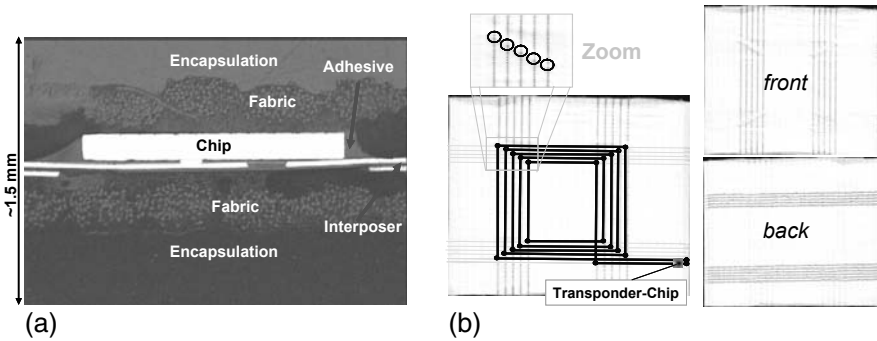 Encapsulation
Adhesive
Fabric
Chip
~1.5 mm
Fabric
Interposer
Encapsulation
(a)
Zoom
Transponder-Chip
(b)
front
back